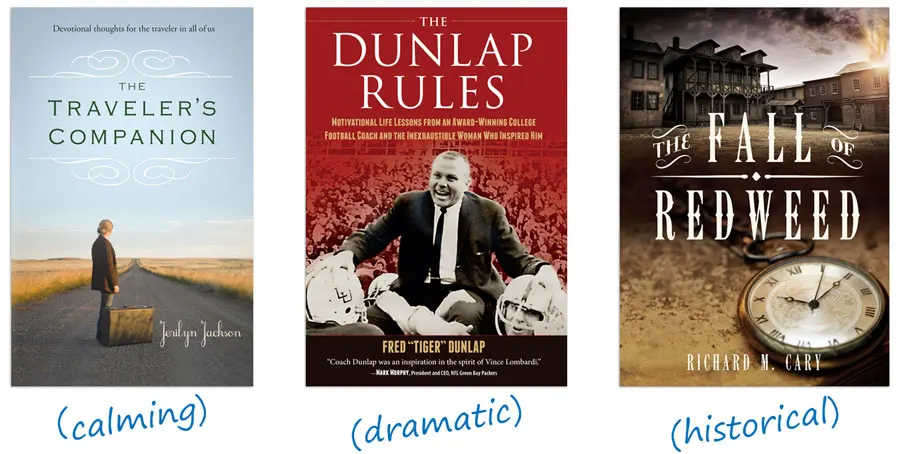 Devotional thoughts for the traveler in all of us
THE
TRAVELER'S
COMPANION
Jerilyn Jackson
(calming)
THE
DUNLAP
RULES
MOTIVATIONAL LIFE LESSONS FROM AN AWARD-WINNING COLLEGE
FOOTBALL COACH AND THE INEXHAUSTIBLE WOMAN WHO INSPIRED HIM
LU
FRED "TIGER" DUNLAP
"Coach Dunlap was an inspiration in the spirit of Vince Lombardi."
—MARK MURPHY, President and CEO, NFL Green Bay Packers
(dramatic)
THE FALL OF
REDWEED
RICHARD M. CARY
(historical)